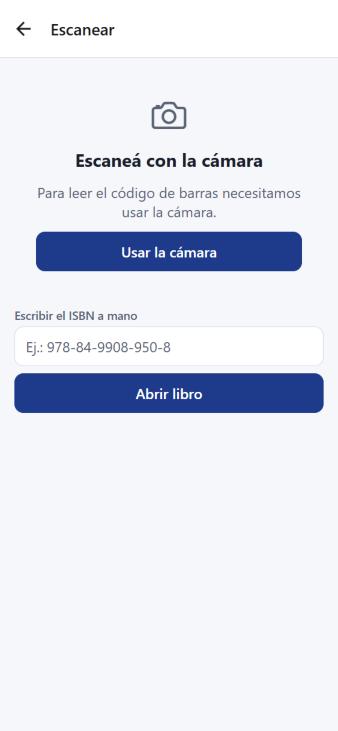 Escanear
Escaneá con la cámara
Para leer el código de barras necesitamos
usar la cámara.
Usar la cámara
Escribir el ISBN a mano
Ej.: 978-84-9908-950-8
Abrir libro